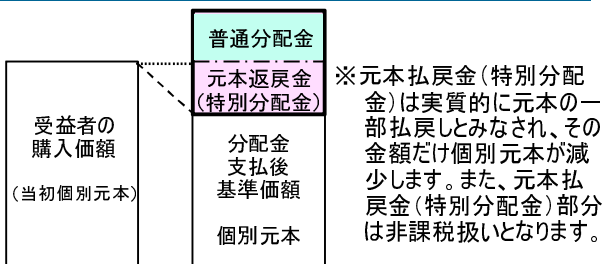 受益者の
購入価額
(当初個別元本)
普通分配金
元本返戻金
(特別分配金)
分配金
支払後
基準価額
個別元本
※元本払戻金(特別分配
金)は実質的に元本の一
部払戻しとみなされ、その
金額だけ個別元本が減
少します。また、元本払
戻金(特別分配金)部分
は非課税扱いとなります。